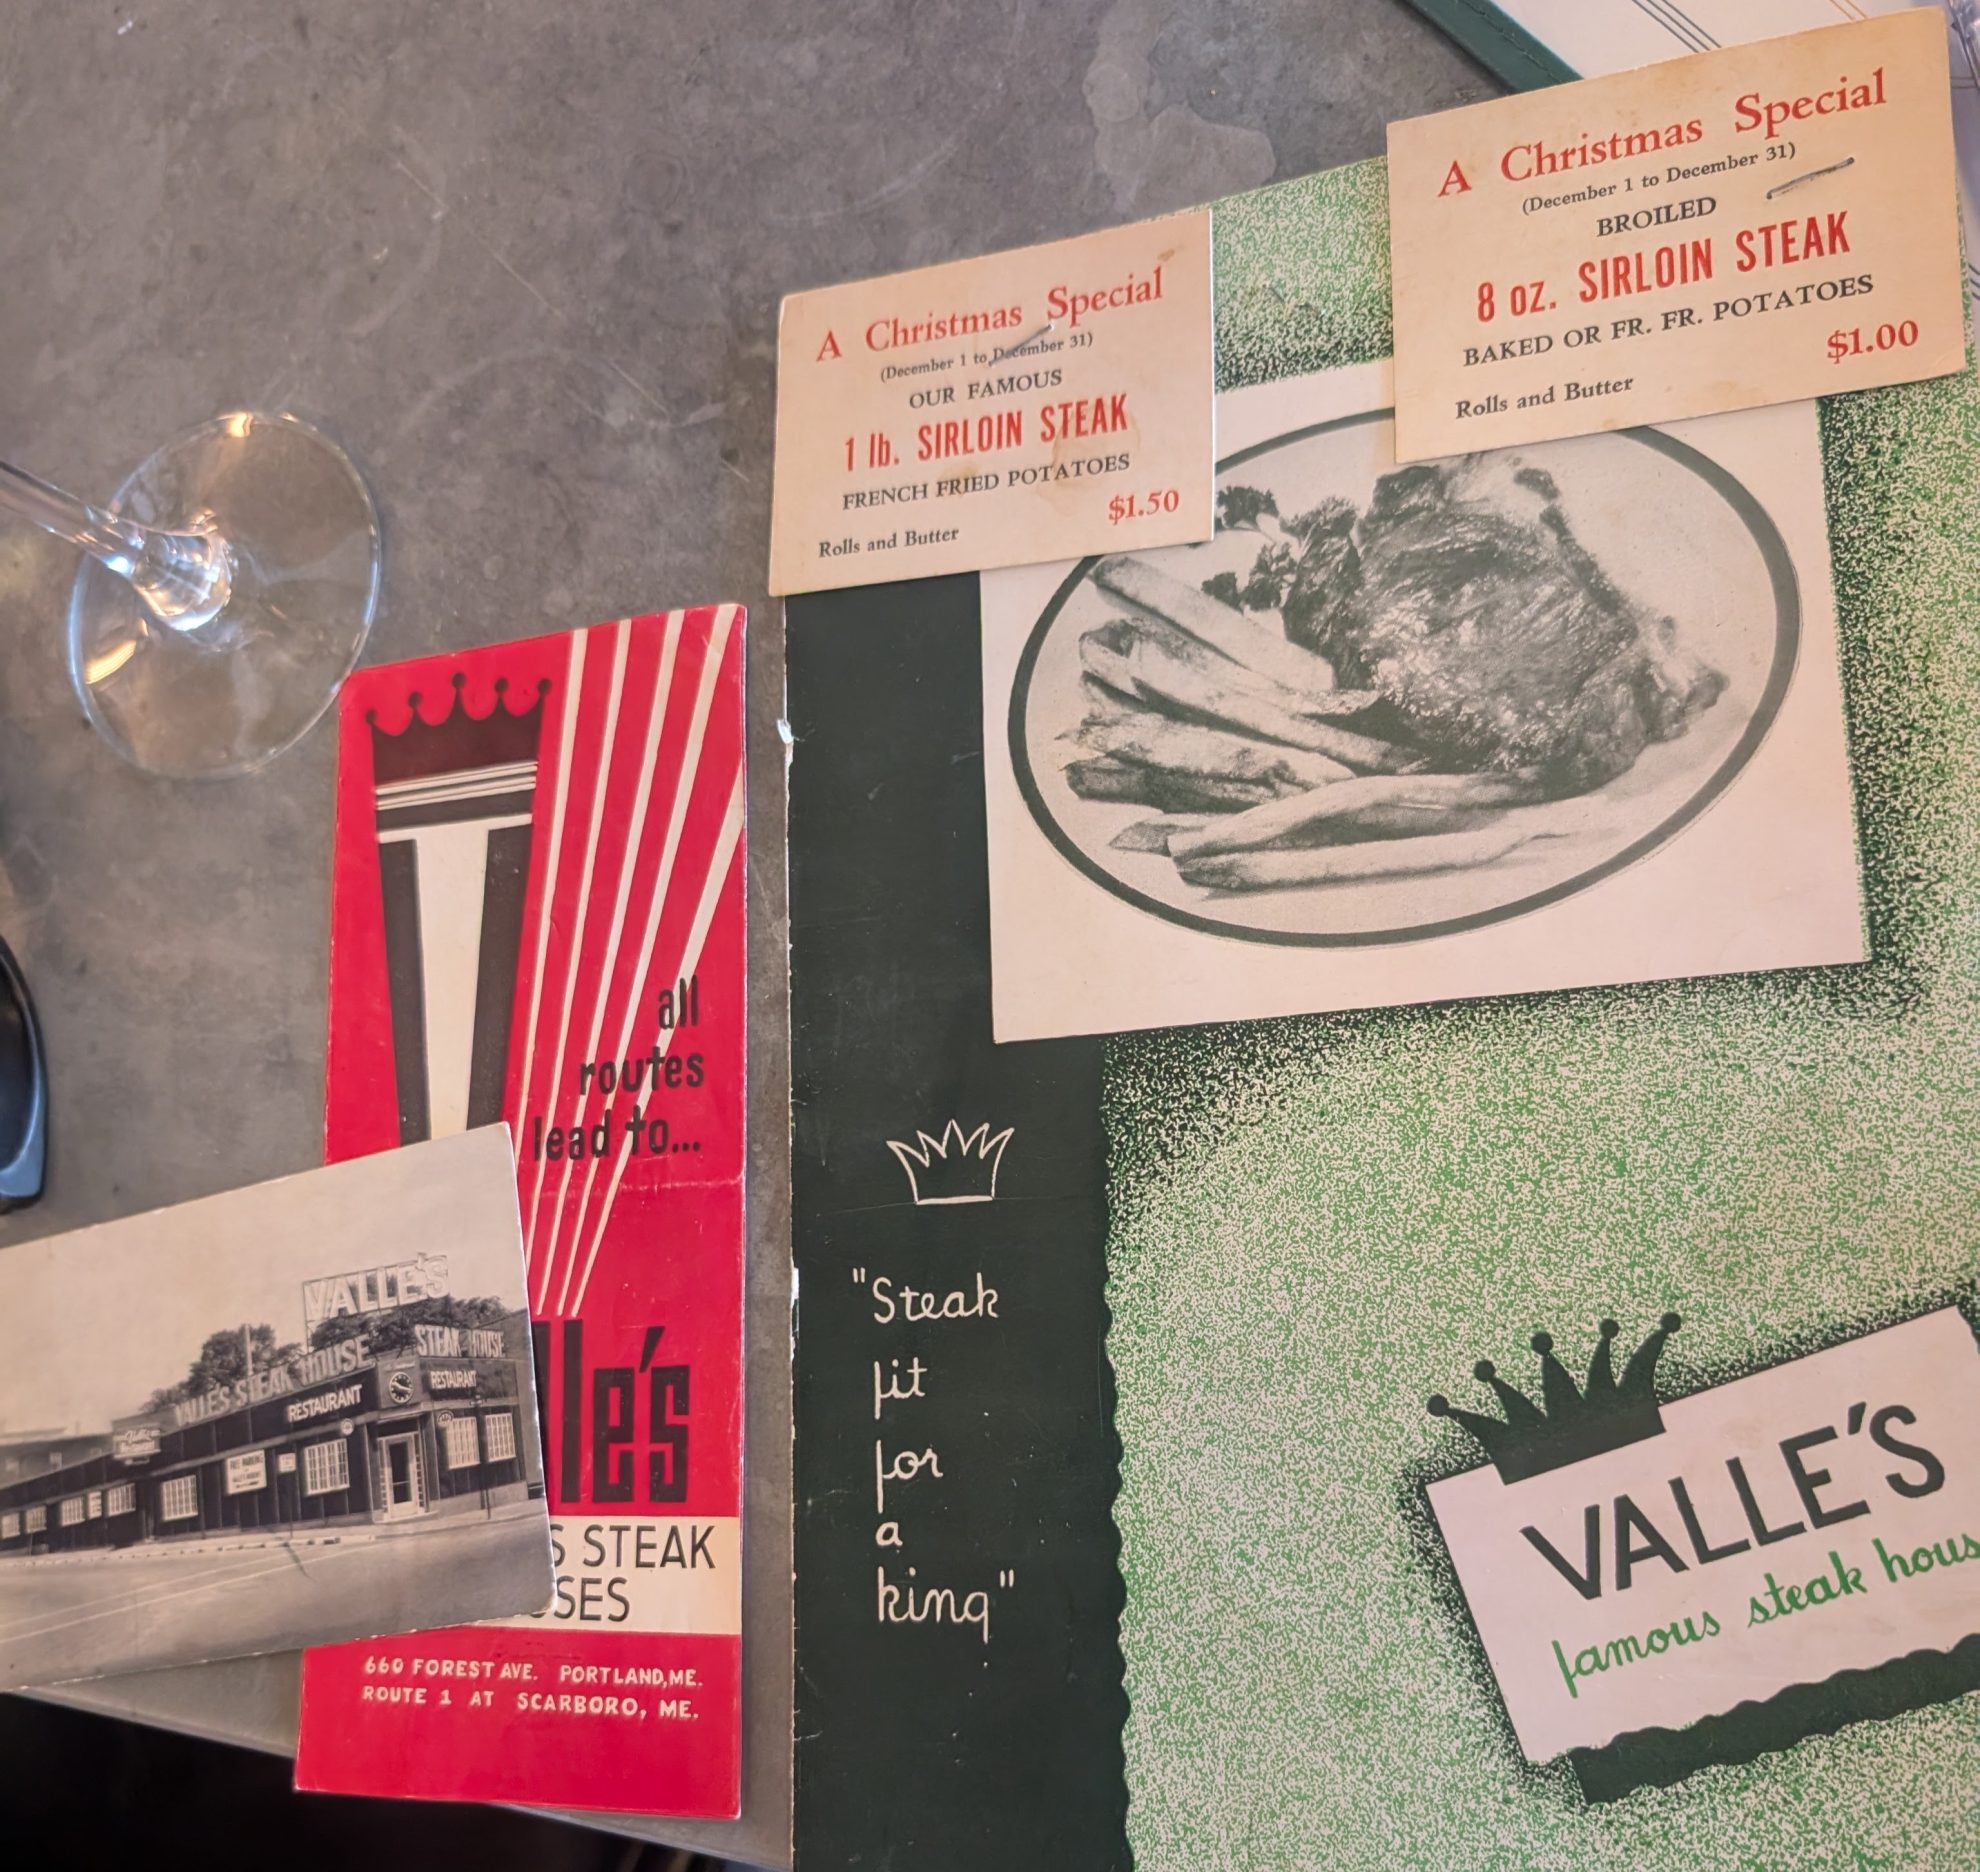 A Christmas Special
(December 1 to December 31)
BROILED
8 OZ. SIRLOIN STEAK
BAKED OR FR. FR. POTATOES
$1.00
Rolls and Butter
A Christmas Special
(December 1 to December 31)
OUR FAMOUS
1 lb. SIRLOIN STEAK
FRENCH FRIED POTATOES
$1.50
Rolls and Butter
all
routes
lead to...
lle's
S STEAK
SES
660 FOREST AVE. PORTLAND, ME.
ROUTE 1 AT SCARBORO, ME.
VALLE'S
VALLE'S STEAK HOUSE
STEAK HOUSE
RESTAURANT
RESTAURANT
"Steak
fit
for
a
king"
VALLE'S
famous steak hous